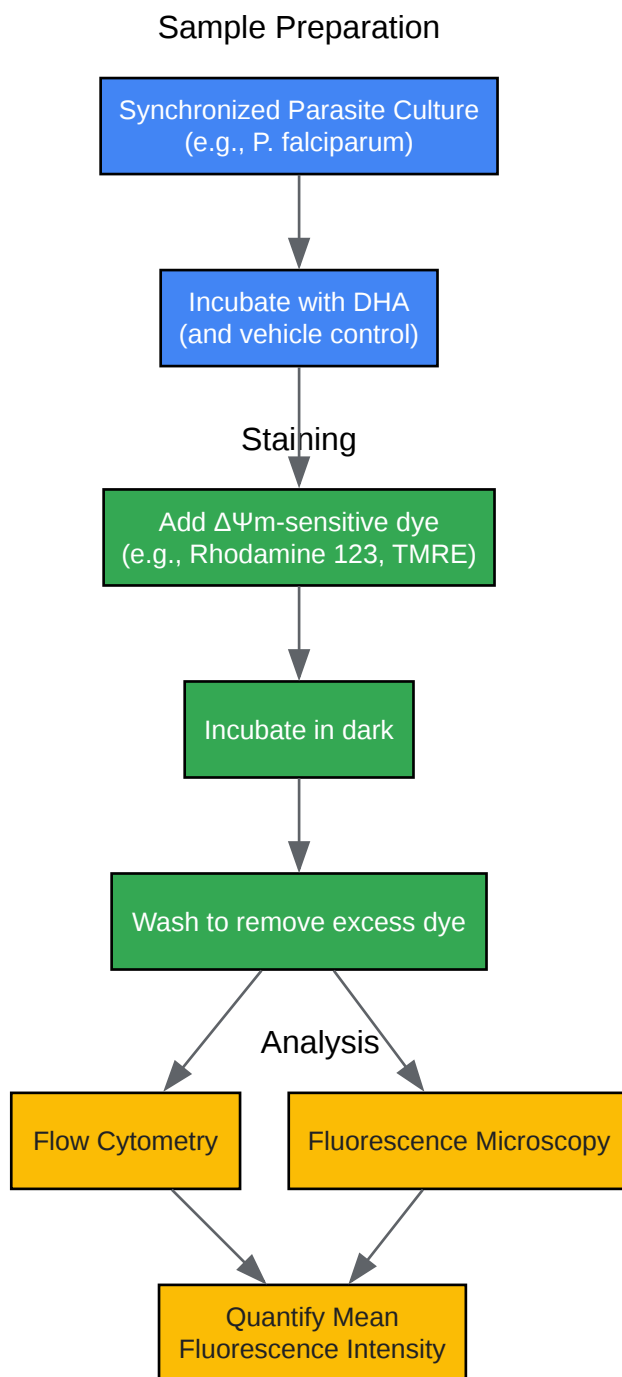 Sample Preparation
Synchronized Parasite Culture
(e.g., P. falciparum)
Incubate with DHA
(and vehicle control)
Staining
Add ΔΨm-sensitive dye
(e.g., Rhodamine 123, TMRE)
Incubate in dark
Wash to remove excess dye
Analysis
Flow Cytometry
Fluorescence Microscopy
Quantify Mean
Fluorescence Intensity